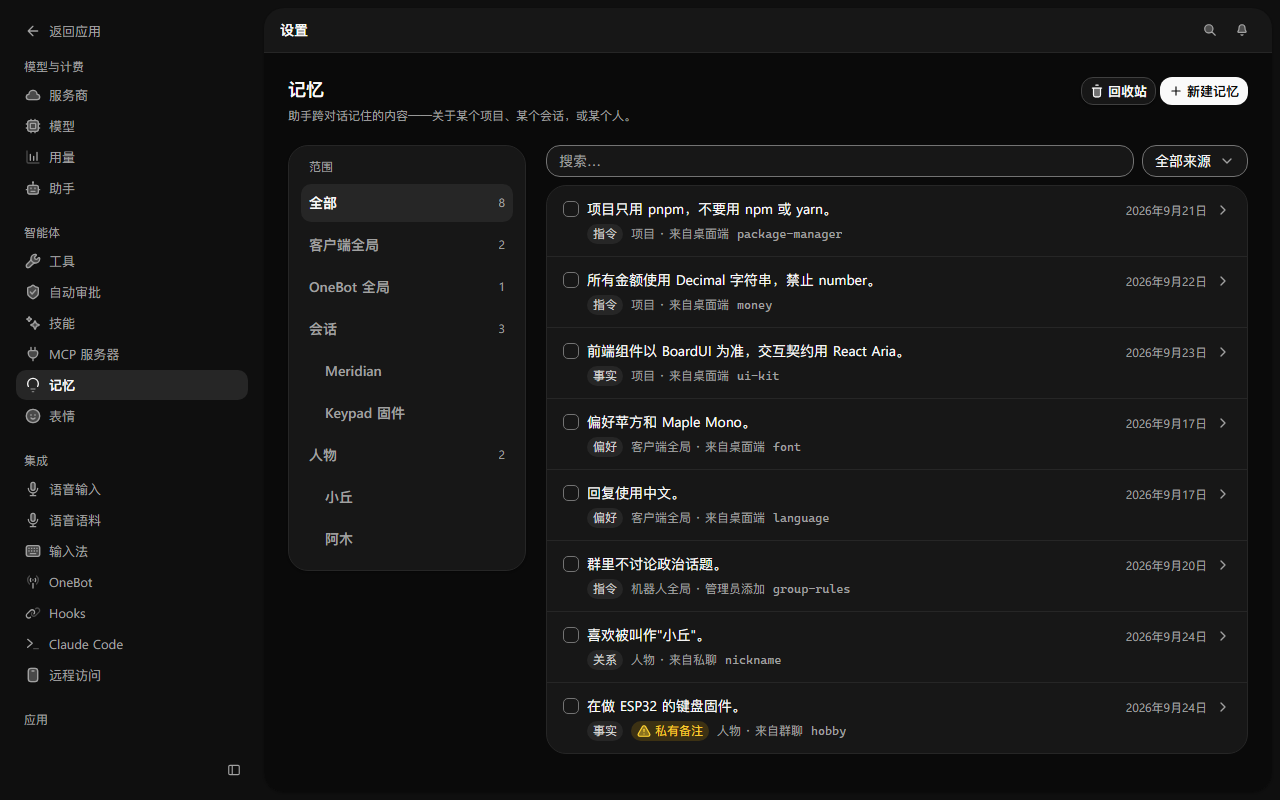 返回应用
模型与计费
服务商
模型
用量
助手
智能体
工具
自动审批
技能
MCP 服务器
记忆
表情
集成
语音输入
语音语料
输入法
OneBot
Hooks
Claude Code
远程访问
应用
设置
记忆
助手跨对话记住的内容——关于某个项目、某个会话，或某个人。
回收站
新建记忆
范围
全部 8
客户端全局 2
OneBot 全局 1
会话 3
Meridian
Keypad 固件
人物 2
小丘
阿木
搜索…
全部来源
项目只用 pnpm，不要用 npm 或 yarn。 2026年9月21日
指令 项目 · 来自桌面端 package-manager
所有金额使用 Decimal 字符串，禁止 number。 2026年9月22日
指令 项目 · 来自桌面端 money
前端组件以 BoardUI 为准，交互契约用 React Aria。 2026年9月23日
事实 项目 · 来自桌面端 ui-kit
偏好苹方和 Maple Mono。 2026年9月17日
偏好 客户端全局 · 来自桌面端 font
回复使用中文。 2026年9月17日
偏好 客户端全局 · 来自桌面端 language
群里不讨论政治话题。 2026年9月20日
指令 机器人全局 · 管理员添加 group-rules
喜欢被叫作"小丘"。 2026年9月24日
关系 人物 · 来自私聊 nickname
在做 ESP32 的键盘固件。 2026年9月24日
事实 私有备注 人物 · 来自群聊 hobby